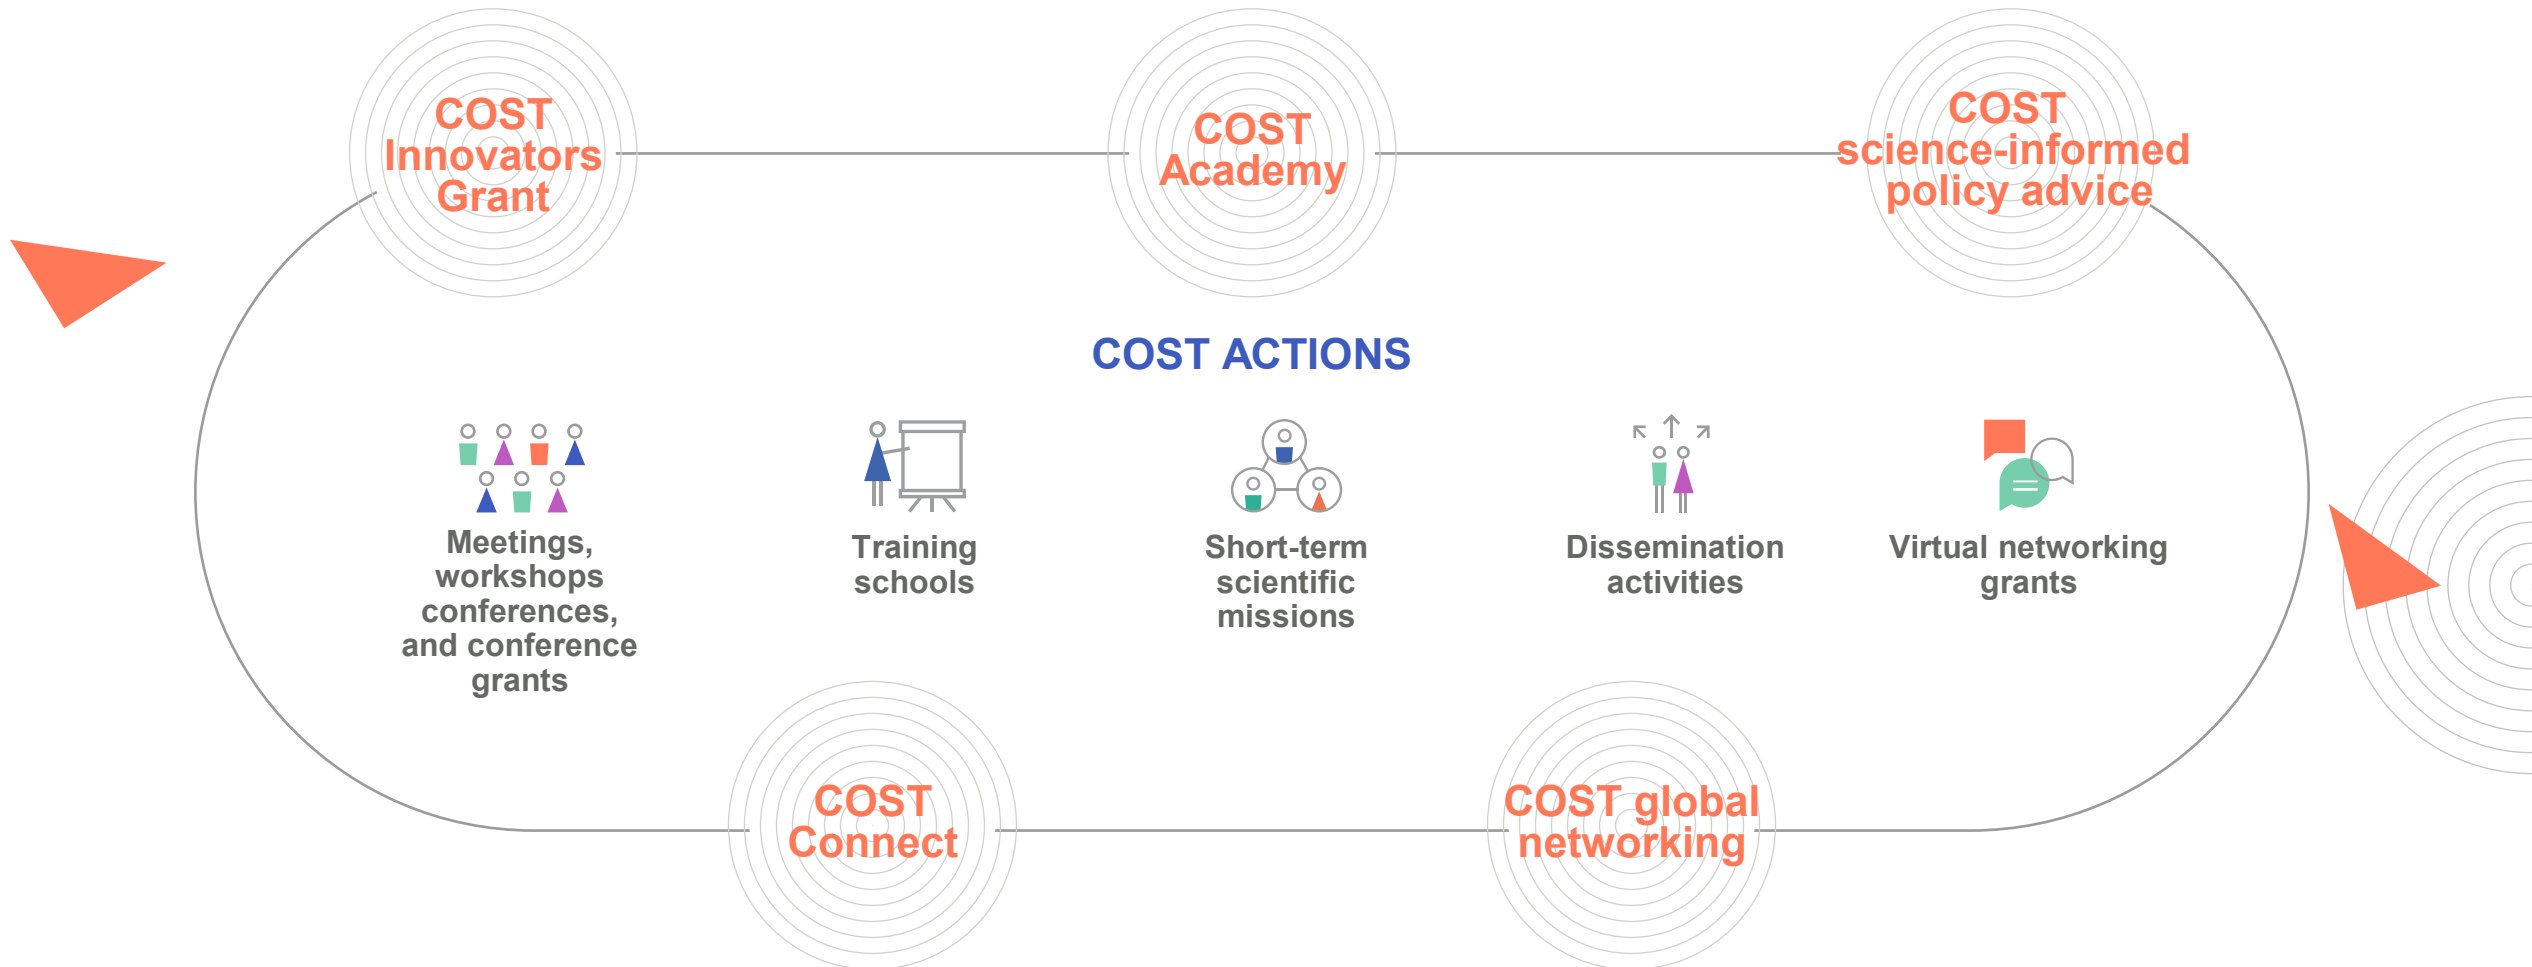 COST
Innovators
Grant
COST
Academy
COST
science-informed
policy advice
COST ACTIONS
Meetings,
workshops
conferences,
and conference
grants
Training
schools
Short-term
scientific
missions
Dissemination
activities
Virtual networking
grants
COST
Connect
COST global
networking